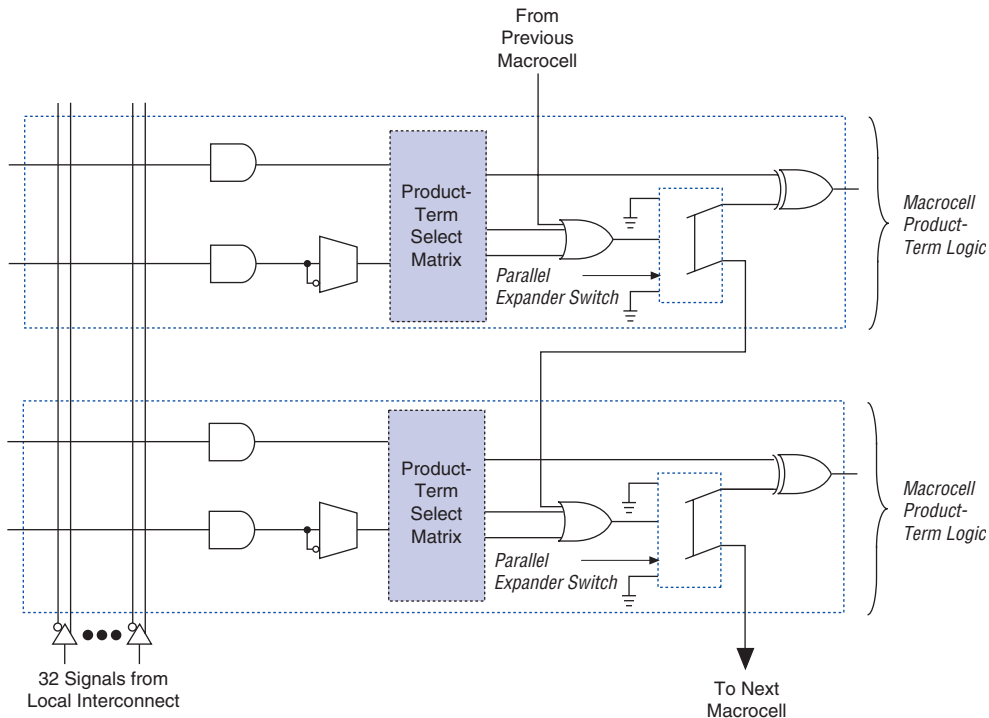 From
Previous
Macrocell
Product-
Term
Select
Matrix
Parallel
Expander Switch
Macrocell
Product-
Term Logic
Product-
Term
Select
Matrix
Parallel
Expander Switch
Macrocell
Product-
Term Logic
32 Signals from
Local Interconnect
To Next
Macrocell